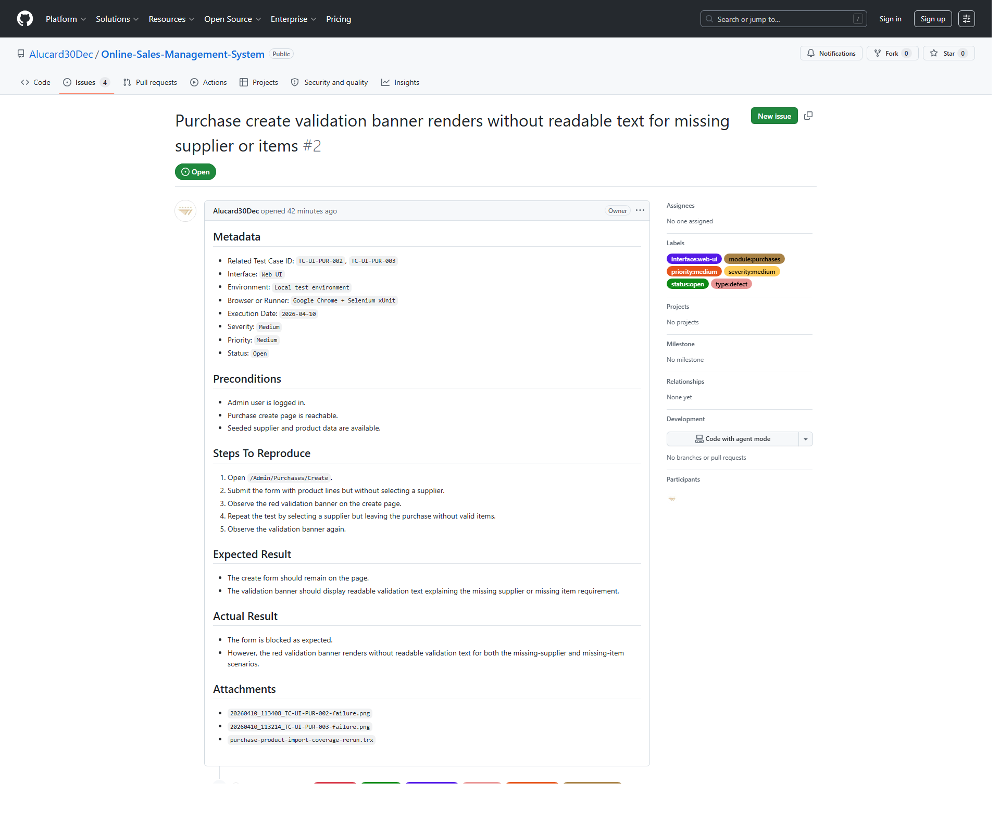 Platform Solutions Resources Open Source Enterprise Pricing Search or jump to... / Sign in Sign up
Alucard30Dec / Online-Sales-Management-System Public Notifications Fork 0 Star 0
Code Issues 4 Pull requests Actions Projects Security and quality Insights
Purchase create validation banner renders without readable text for missing
supplier or items #2
New issue
Open
Alucard30Dec opened 42 minutes ago Owner
Metadata
Related Test Case ID: TC-UI-PUR-002, TC-UI-PUR-003
Interface: Web UI
Environment: Local test environment
Browser or Runner: Google Chrome + Selenium xUnit
Execution Date: 2026-04-10
Severity: Medium
Priority: Medium
Status: Open
Preconditions
Admin user is logged in.
Purchase create page is reachable.
Seeded supplier and product data are available.
Steps To Reproduce
1. Open /Admin/Purchases/Create.
2. Submit the form with product lines but without selecting a supplier.
3. Observe the red validation banner on the create page.
4. Repeat the test by selecting a supplier but leaving the purchase without valid items.
5. Observe the validation banner again.
Expected Result
The create form should remain on the page.
The validation banner should display readable validation text explaining the missing supplier or missing item requirement.
Actual Result
The form is blocked as expected.
However, the red validation banner renders without readable validation text for both the missing-supplier and missing-item
scenarios.
Attachments
20260410_113408_TC-UI-PUR-002-failure.png
20260410_113214_TC-UI-PUR-003-failure.png
purchase-product-import-coverage-rerun.trx
Assignees
No one assigned
Labels
interface:web-ui module:purchases
priority:medium severity:medium
status:open type:defect
Projects
No projects
Milestone
No milestone
Relationships
None yet
Development
Code with agent mode
No branches or pull requests
Participants